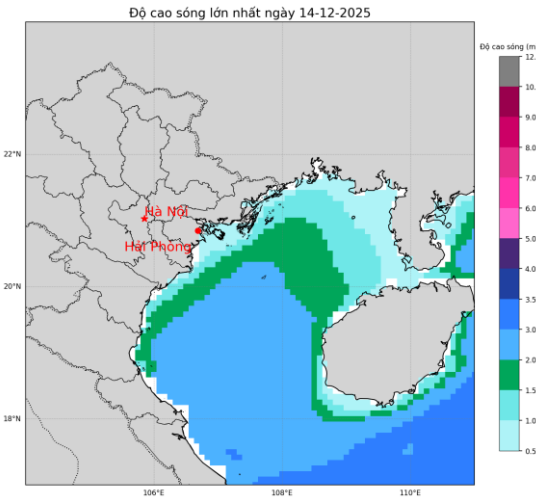 Độ cao sóng lớn nhất ngày 14-12-2025
Độ cao sóng (m
12.
10.
9.0
8.0
7.0
6.0
5.0
4.0
3.5
3.0
2.0
1.5
1.0
0.5
22°N
20°N
18°N
Hà Nội
Hải Phòng
106°E
108°E
110°E